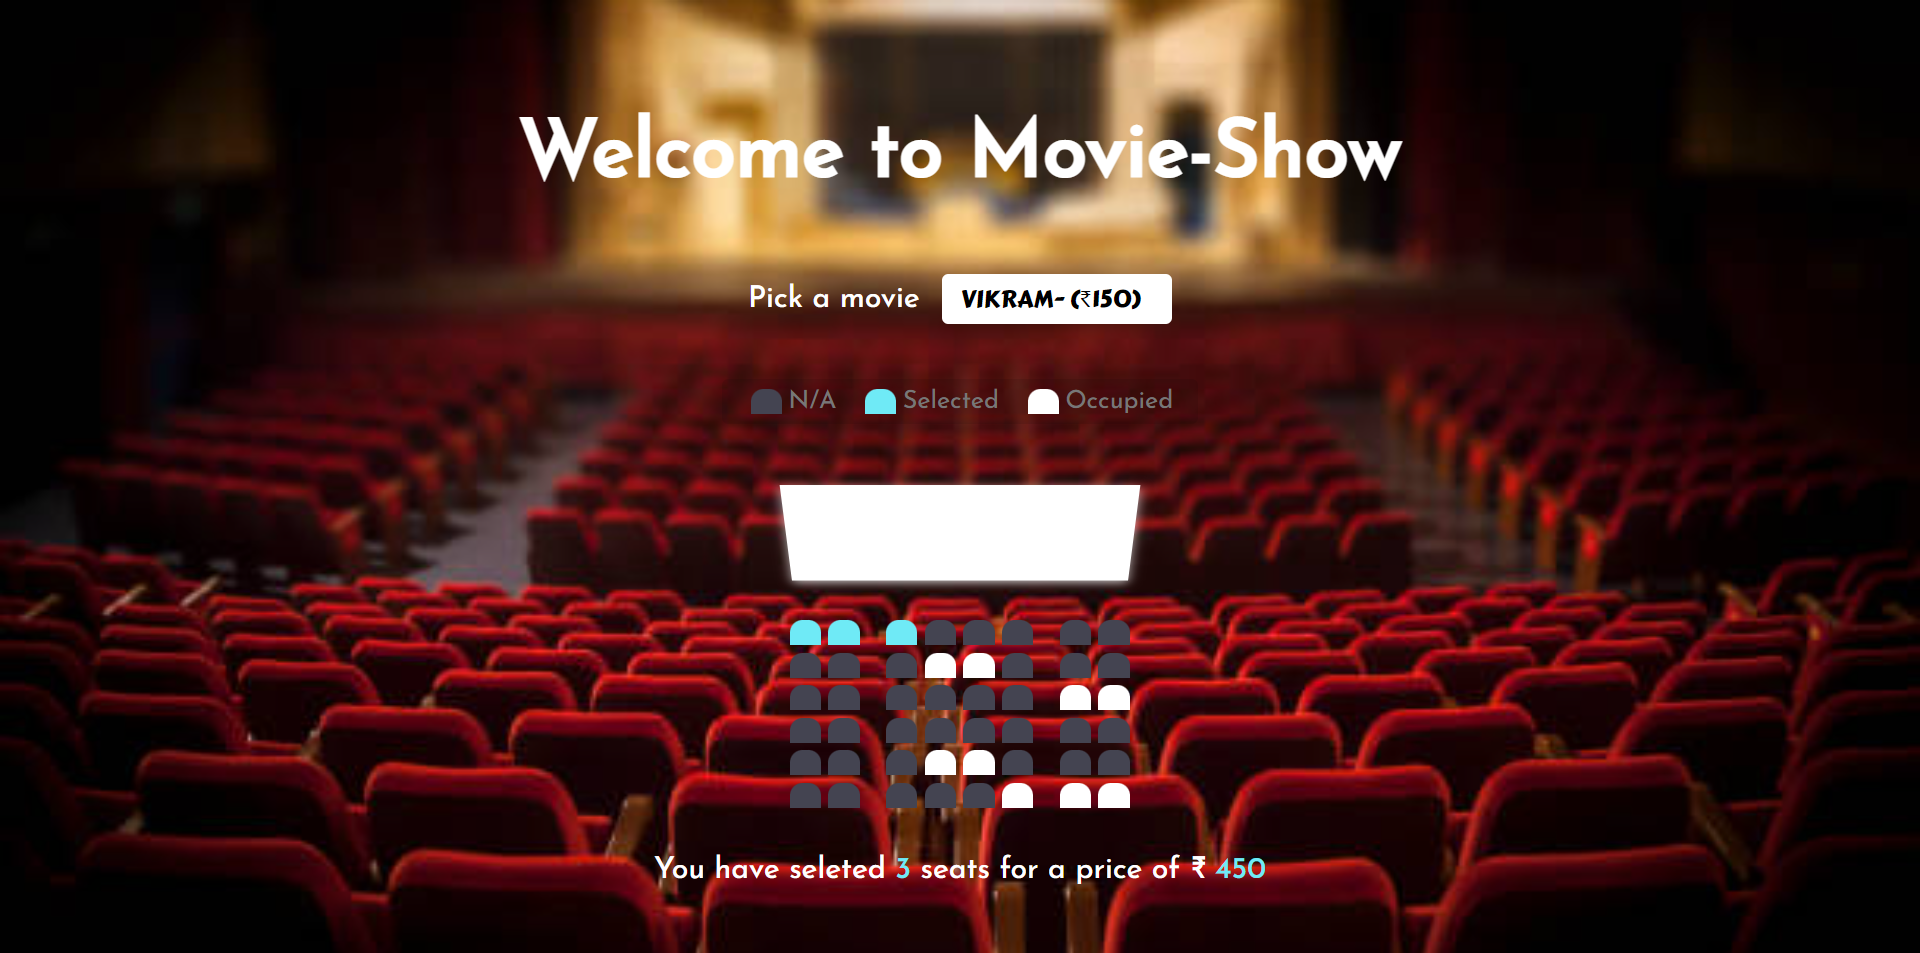 Welcome to Movie-Show
Pick a movie VIKRAM- (₹150)
N/A Selected Occupied
You have seleted 3 seats for a price of ₹ 450